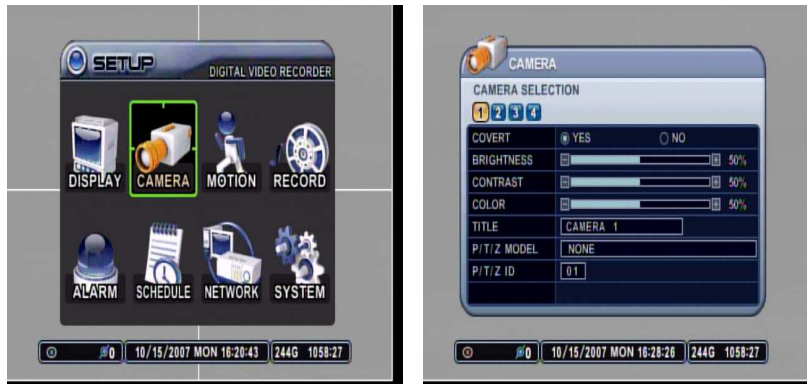 SETUP
DIGITAL VIDEO RECORDER
DISPLAY CAMERA MOTION RECORD
ALARM SCHEDULE NETWORK SYSTEM
0 10/15/2007 MON 16:20:43 244G 1058:27
CAMERA
CAMERA SELECTION
1 2 3 4
COVERT YES NO
BRIGHTNESS 50%
CONTRAST 50%
COLOR 50%
TITLE CAMERA 1
P/T/Z MODEL NONE
P/T/Z ID 01
0 10/15/2007 MON 16:28:26 244G 1058:27